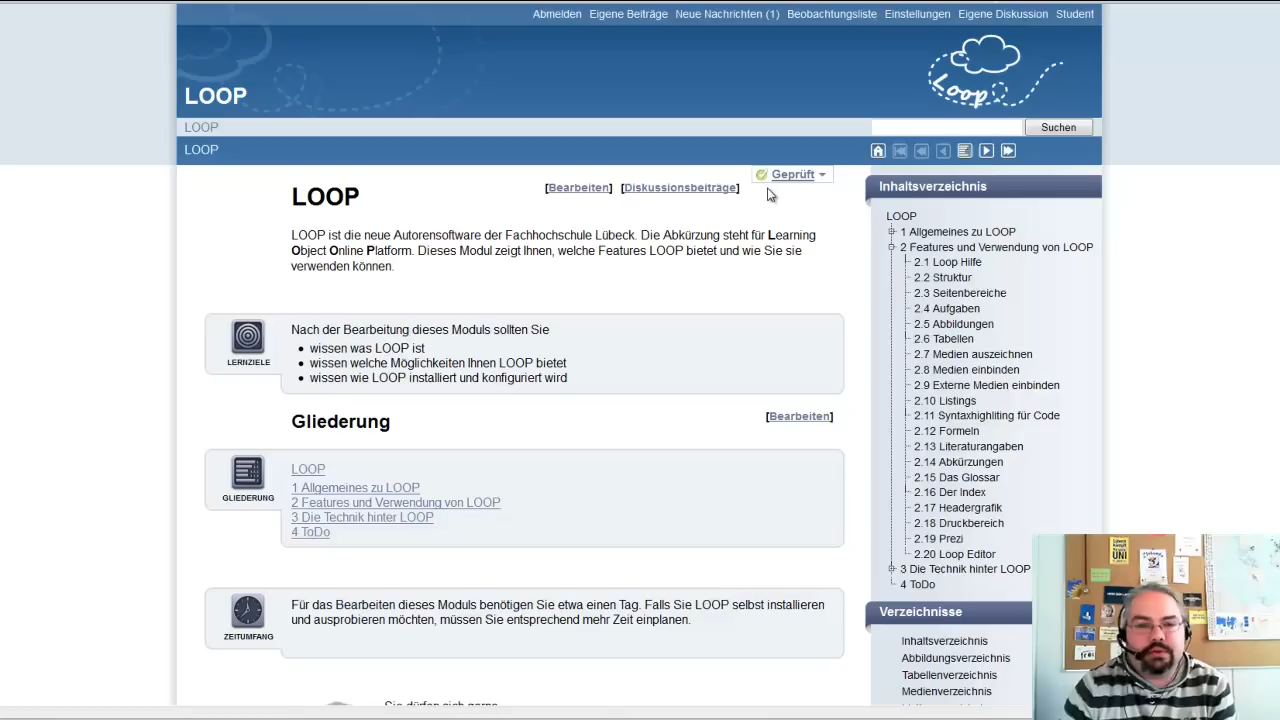 Abmelden Eigene Beiträge Neue Nachrichten (1) Beobachtungsliste Einstellungen Eigene Diskussion Student
Loop
LOOP
LOOP
Suchen
LOOP
Geprüft
LOOP
[Bearbeiten] [Diskussionsbeiträge]
LOOP ist die neue Autorensoftware der Fachhochschule Lübeck. Die Abkürzung steht für Learning
Object Online Platform. Dieses Modul zeigt Ihnen, welche Features LOOP bietet und wie Sie sie
verwenden können.
LERNZIELE
Nach der Bearbeitung dieses Moduls sollten Sie
wissen was LOOP ist
wissen welche Möglichkeiten Ihnen LOOP bietet
wissen wie LOOP installiert und konfiguriert wird
Gliederung
[Bearbeiten]
GLIEDERUNG
LOOP
1 Allgemeines zu LOOP
2 Features und Verwendung von LOOP
3 Die Technik hinter LOOP
4 ToDo
ZEITUMFANG
Für das Bearbeiten dieses Moduls benötigen Sie etwa einen Tag. Falls Sie LOOP selbst installieren
und ausprobieren möchten, müssen Sie entsprechend mehr Zeit einplanen.
Sie dürfen sich gerne
Inhaltsverzeichnis
LOOP
1 Allgemeines zu LOOP
2 Features und Verwendung von LOOP
2.1 Loop Hilfe
2.2 Struktur
2.3 Seitenbereiche
2.4 Aufgaben
2.5 Abbildungen
2.6 Tabellen
2.7 Medien auszeichnen
2.8 Medien einbinden
2.9 Externe Medien einbinden
2.10 Listings
2.11 Syntaxhighliting für Code
2.12 Formeln
2.13 Literaturangaben
2.14 Abkürzungen
2.15 Das Glossar
2.16 Der Index
2.17 Headergrafik
2.18 Druckbereich
2.19 Prezi
2.20 Loop Editor
3 Die Technik hinter LOOP
4 ToDo
Verzeichnisse
Inhaltsverzeichnis
Abbildungsverzeichnis
Tabellenverzeichnis
Medienverzeichnis
UNI